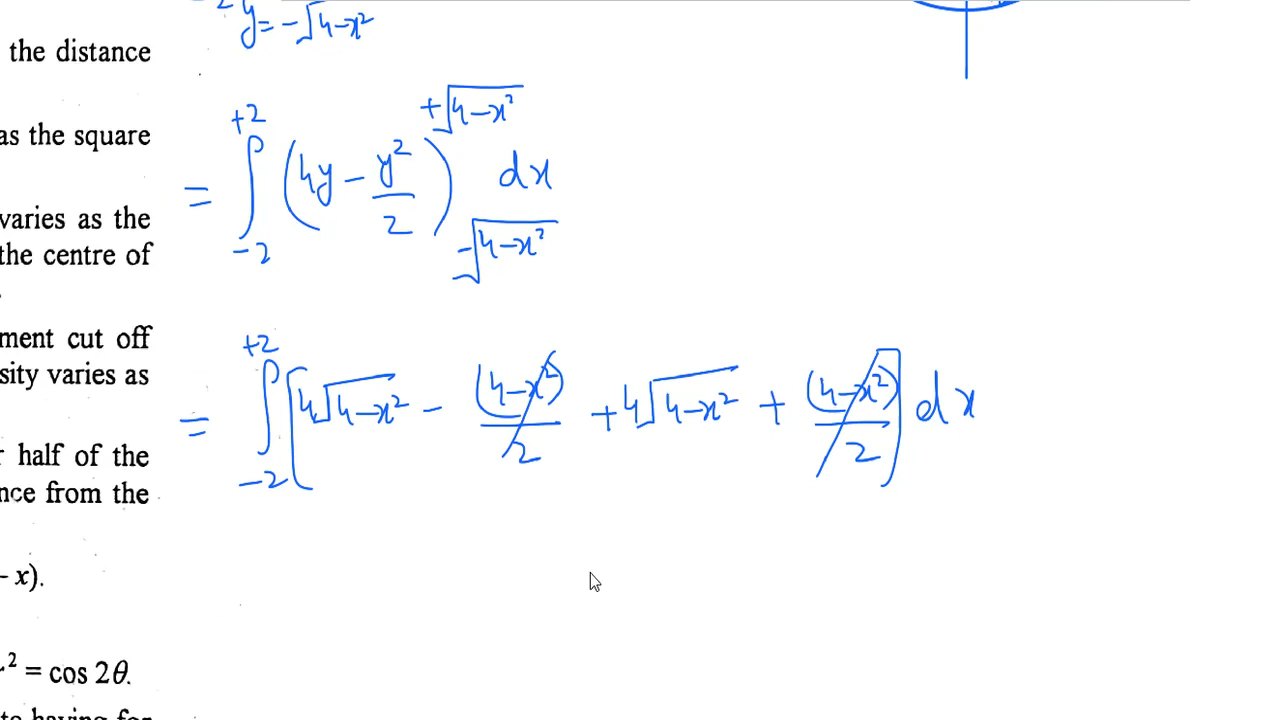 -2 y=-√4-x²
the distance
as the square
varies as the
the centre of
ment cut off
sity varies as
half of the
nce from the
- x).
² = cos 2θ.
= ∫₋₂⁺² (4y - y²/2) +√4-x² -√4-x² dx
= ∫₋₂⁺² [4√4-x² - (4-x²)/2 + 4√4-x² + (4-x²)/2] dx